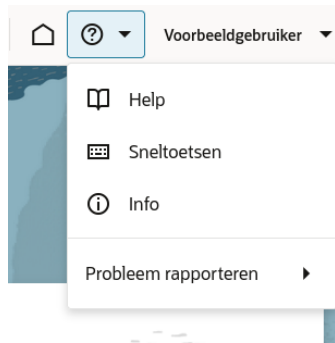 Voorbeeldgebruiker
Help
Sneltoetsen
Info
Probleem rapporteren